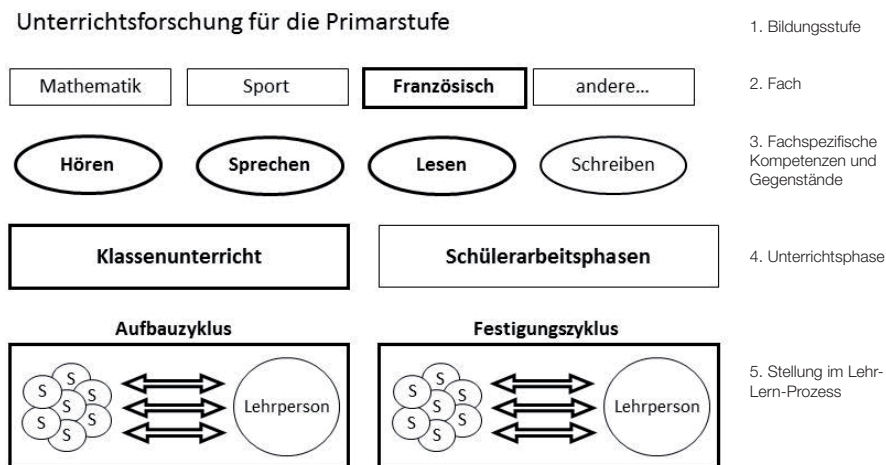 Unterrichtsforschung für die Primarstufe
1. Bildungsstufe
Mathematik
Sport
Französisch
andere...
2. Fach
Hören
Sprechen
Lesen
Schreiben
3. Fachspezifische
Kompetenzen und
Gegenstände
Klassenunterricht
Schülerarbeitsphasen
4. Unterrichtsphase
Aufbauzyklus
S
S
S
S
S
S
S
Lehrperson
Festigungszyklus
S
S
S
S
S
S
S
Lehrperson
5. Stellung im Lehr-
Lern-Prozess